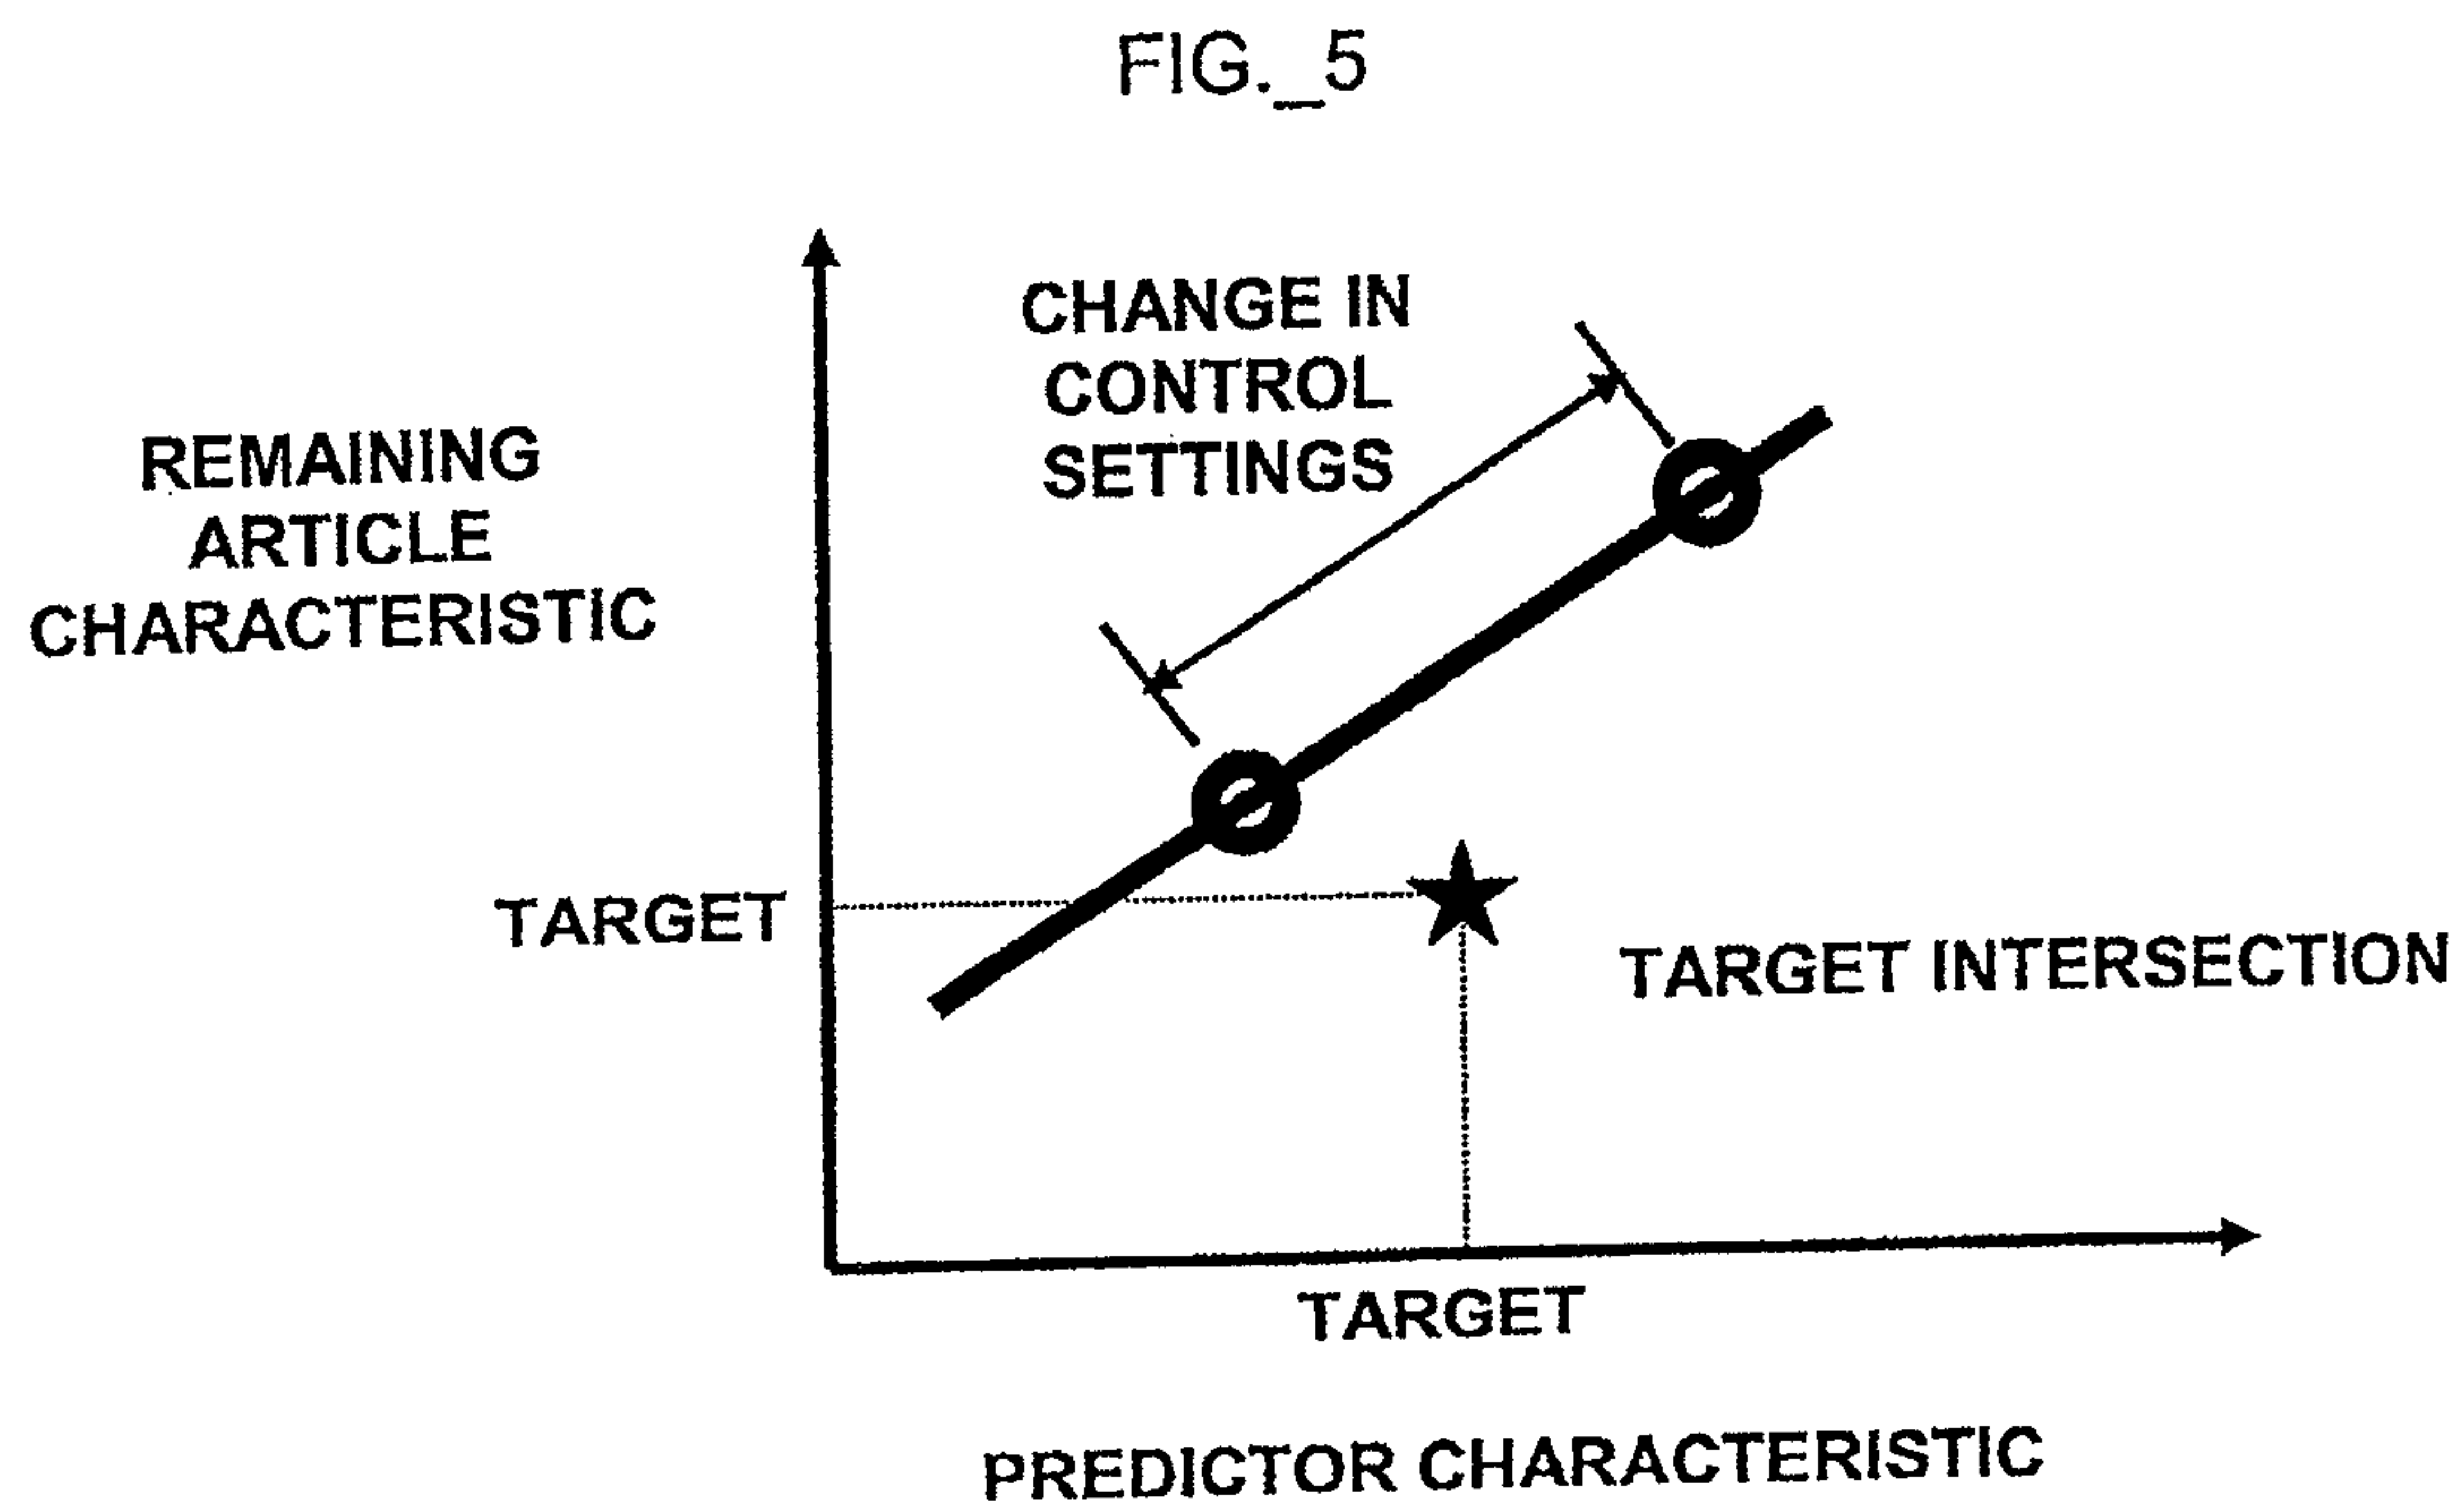 FIG._5
CHANGE IN
CONTROL
SETTINGS
REMAINING
ARTICLE
CHARACTERISTIC
TARGET
TARGET INTERSECTION
TARGET
PREDICTOR CHARACTERISTIC